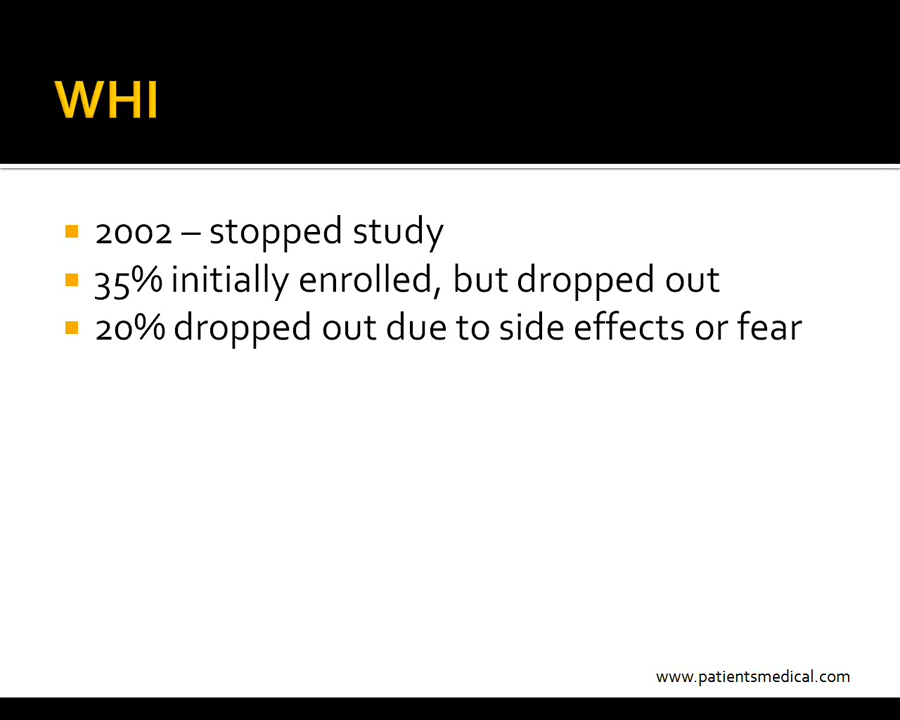 WHI
2002 – stopped study
35% initially enrolled, but dropped out
20% dropped out due to side effects or fear
www.patientsmedical.com